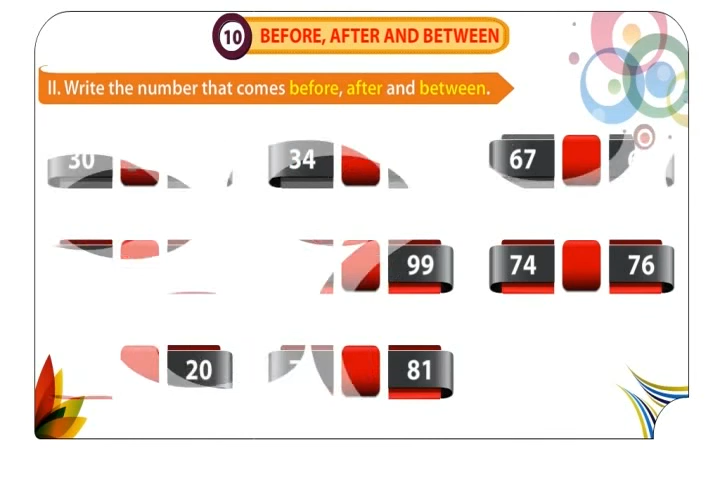 10 BEFORE, AFTER AND BETWEEN
II. Write the number that comes before, after and between.
30 34 67
99 74 76
20 81